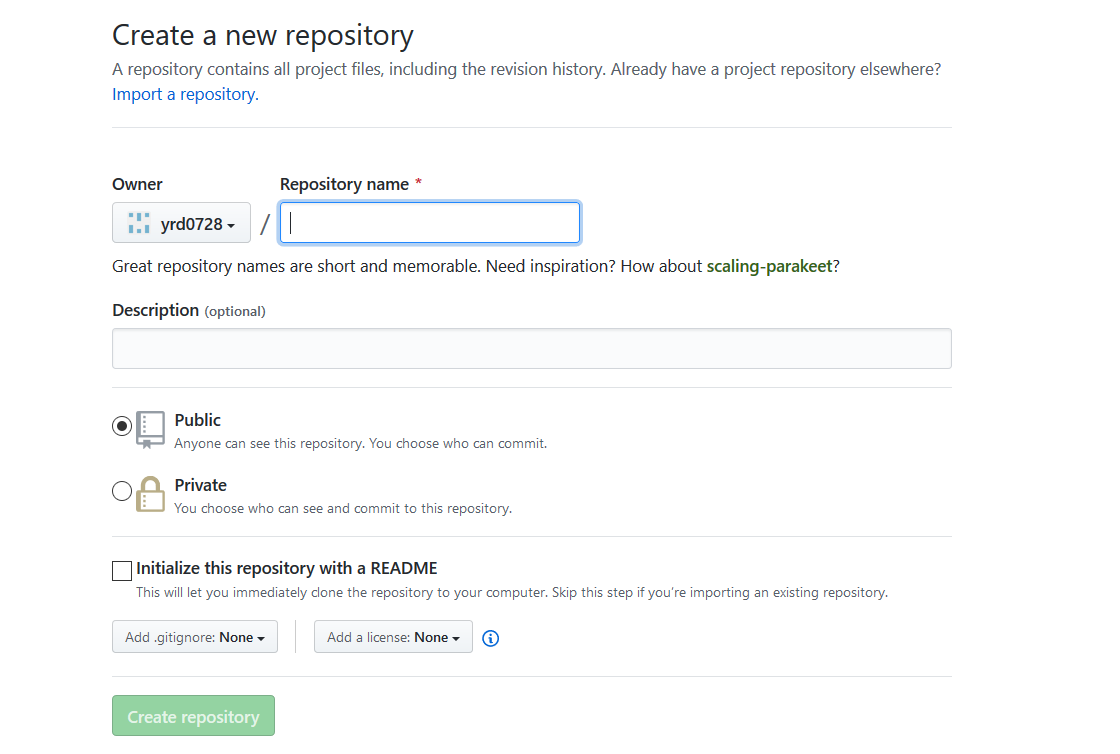 Create a new repository
A repository contains all project files, including the revision history. Already have a project repository elsewhere?
Import a repository.
Owner
Repository name *
yrd0728
/
Great repository names are short and memorable. Need inspiration? How about scaling-parakeet?
Description (optional)
Public
Anyone can see this repository. You choose who can commit.
Private
You choose who can see and commit to this repository.
Initialize this repository with a README
This will let you immediately clone the repository to your computer. Skip this step if you’re importing an existing repository.
Add .gitignore: None
Add a license: None
Create repository